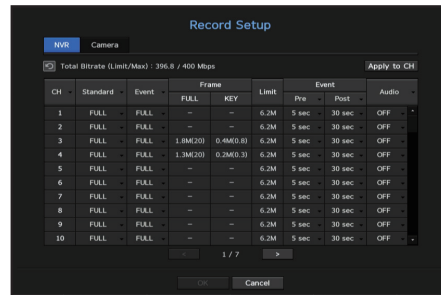 Record Setup
NVR Camera
Total Bitrate (Limit/Max) : 396.8 / 400 Mbps Apply to CH
CH Standard Event Frame Limit Event Audio
FULL KEY Pre Post
1 FULL FULL – – 6.2M 5 sec 30 sec OFF
2 FULL FULL – – 6.2M 5 sec 30 sec OFF
3 FULL FULL 1.8M(20) 0.4M(0.8) 6.2M 5 sec 30 sec OFF
4 FULL FULL 1.3M(20) 0.2M(0.3) 6.2M 5 sec 30 sec OFF
5 FULL FULL – – 6.2M 5 sec 30 sec OFF
6 FULL FULL – – 6.2M 5 sec 30 sec OFF
7 FULL FULL – – 6.2M 5 sec 30 sec OFF
8 FULL FULL – – 6.2M 5 sec 30 sec OFF
9 FULL FULL – – 6.2M 5 sec 30 sec OFF
10 FULL FULL – – 6.2M 5 sec 30 sec OFF
< 1 / 7 >
OK Cancel